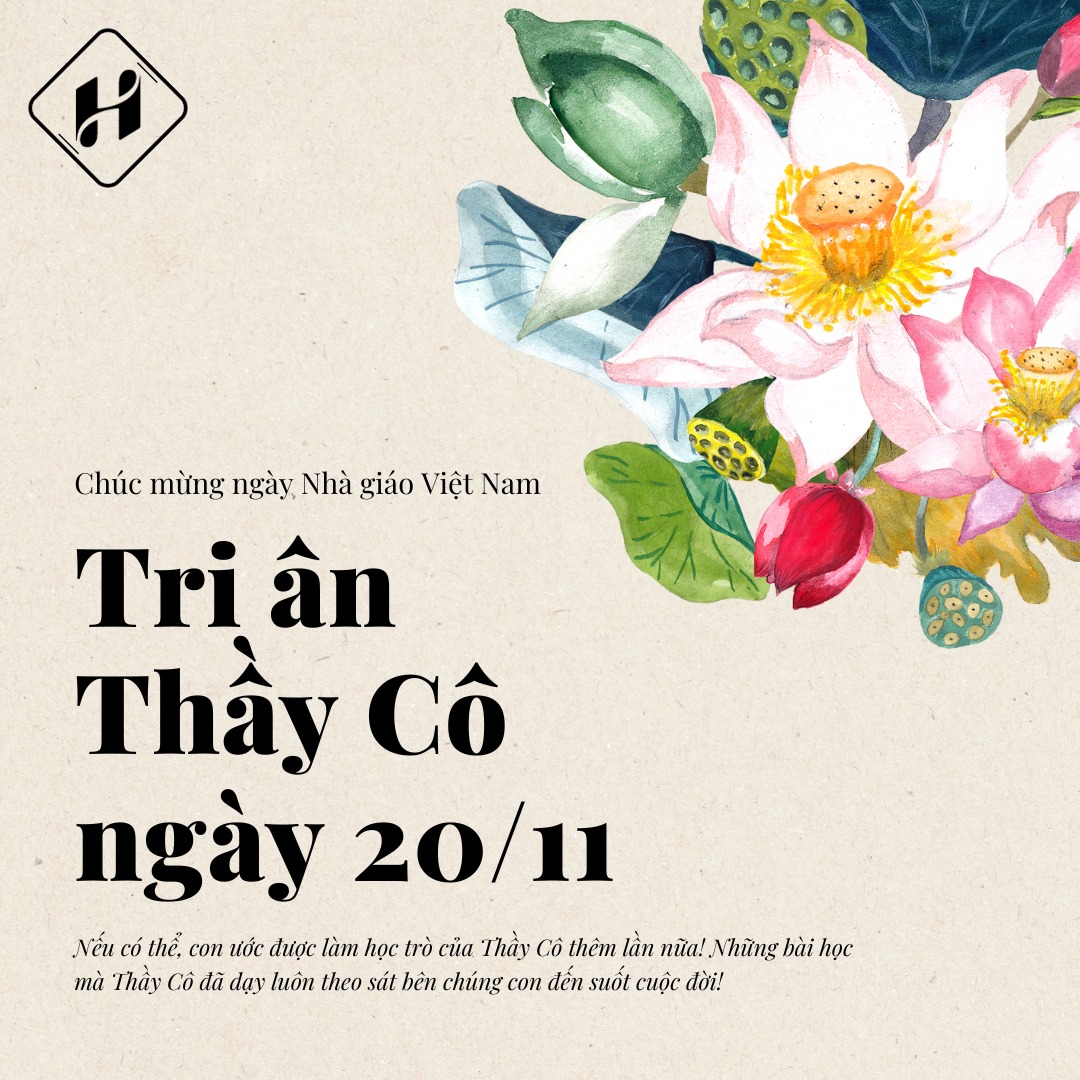 H
Chúc mừng ngày Nhà giáo Việt Nam
Tri ân
Thầy Cô
ngày 20/11
Nếu có thể, con ước được làm học trò của Thầy Cô thêm lần nữa! Những bài học
mà Thầy Cô đã dạy luôn theo sát bên chúng con đến suốt cuộc đời!